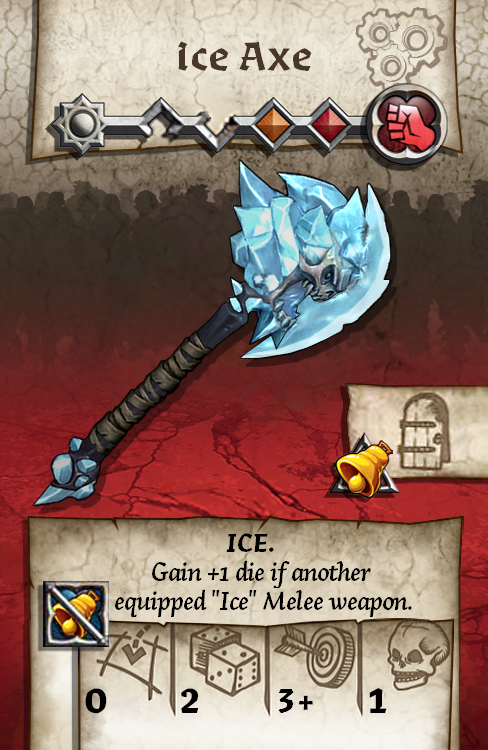 Ice Axe
ICE.
Gain +1 die if another
equipped "Ice" Melee weapon.
0 2 3+ 1